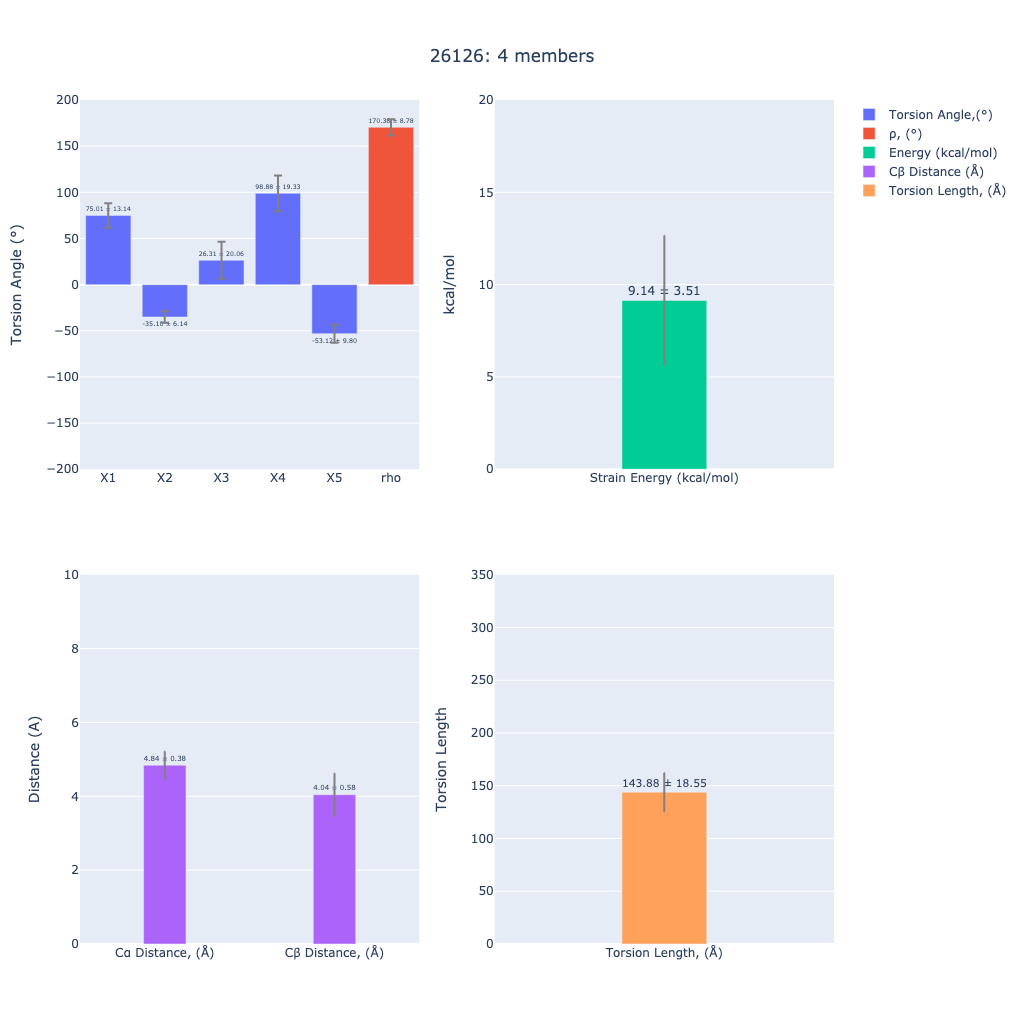 26126: 4 members
Torsion Angle (°)
200
150
100
50
0
−50
−100
−150
−200
75.01 ± 13.14
-35.16 ± 6.14
26.31 ± 20.06
98.88 ± 19.33
-53.12 ± 9.80
170.38 ± 8.78
X1 X2 X3 X4 X5 rho
kcal/mol
20
15
10
5
0
9.14 ± 3.51
Strain Energy (kcal/mol)
Torsion Angle,(°)
ρ, (°)
Energy (kcal/mol)
Cβ Distance (Å)
Torsion Length, (Å)
Distance (A)
10
8
6
4
2
0
4.84 ± 0.38
4.04 ± 0.58
Cα Distance, (Å) Cβ Distance, (Å)
Torsion Length
350
300
250
200
150
100
50
0
143.88 ± 18.55
Torsion Length, (Å)